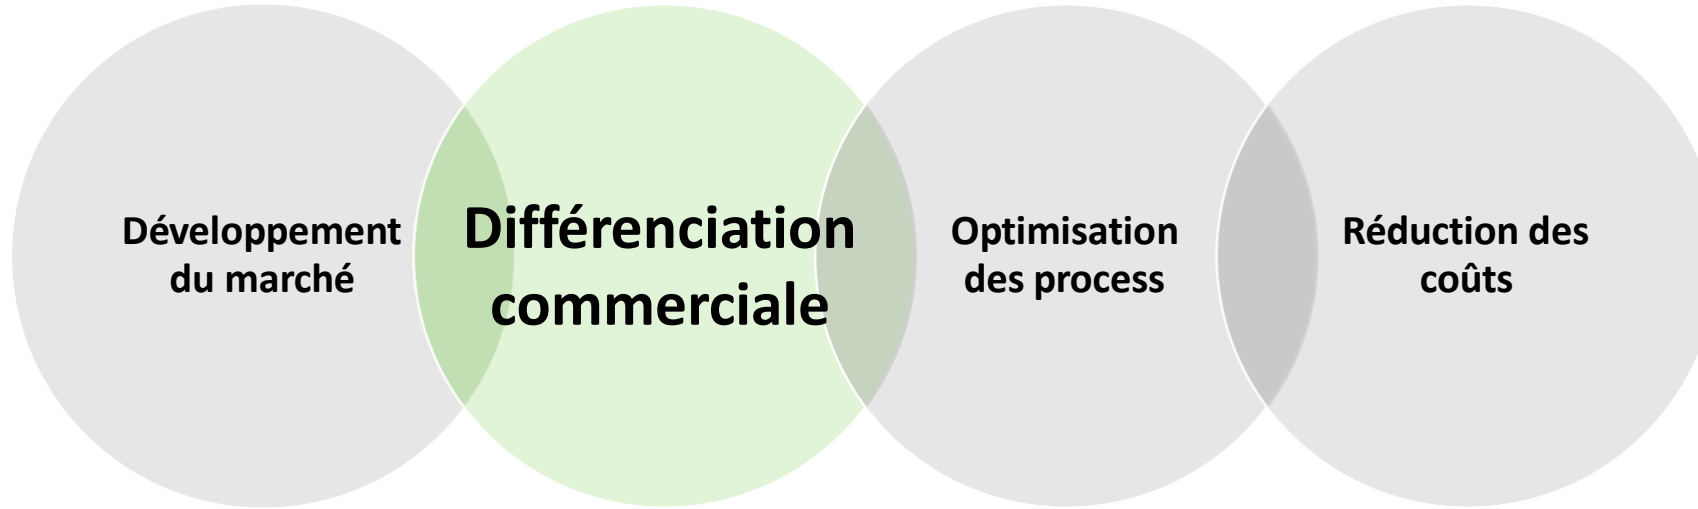 Développement
du marché
Différenciation
commerciale
Optimisation
des process
Réduction des
coûts